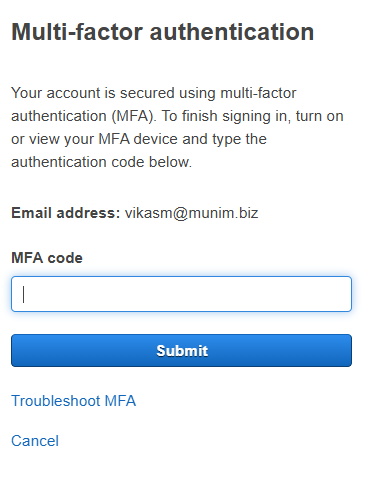 Multi-factor authentication
Your account is secured using multi-factor
authentication (MFA). To finish signing in, turn on
or view your MFA device and type the
authentication code below.
Email address: vikasm@munim.biz
MFA code
Submit
Troubleshoot MFA
Cancel